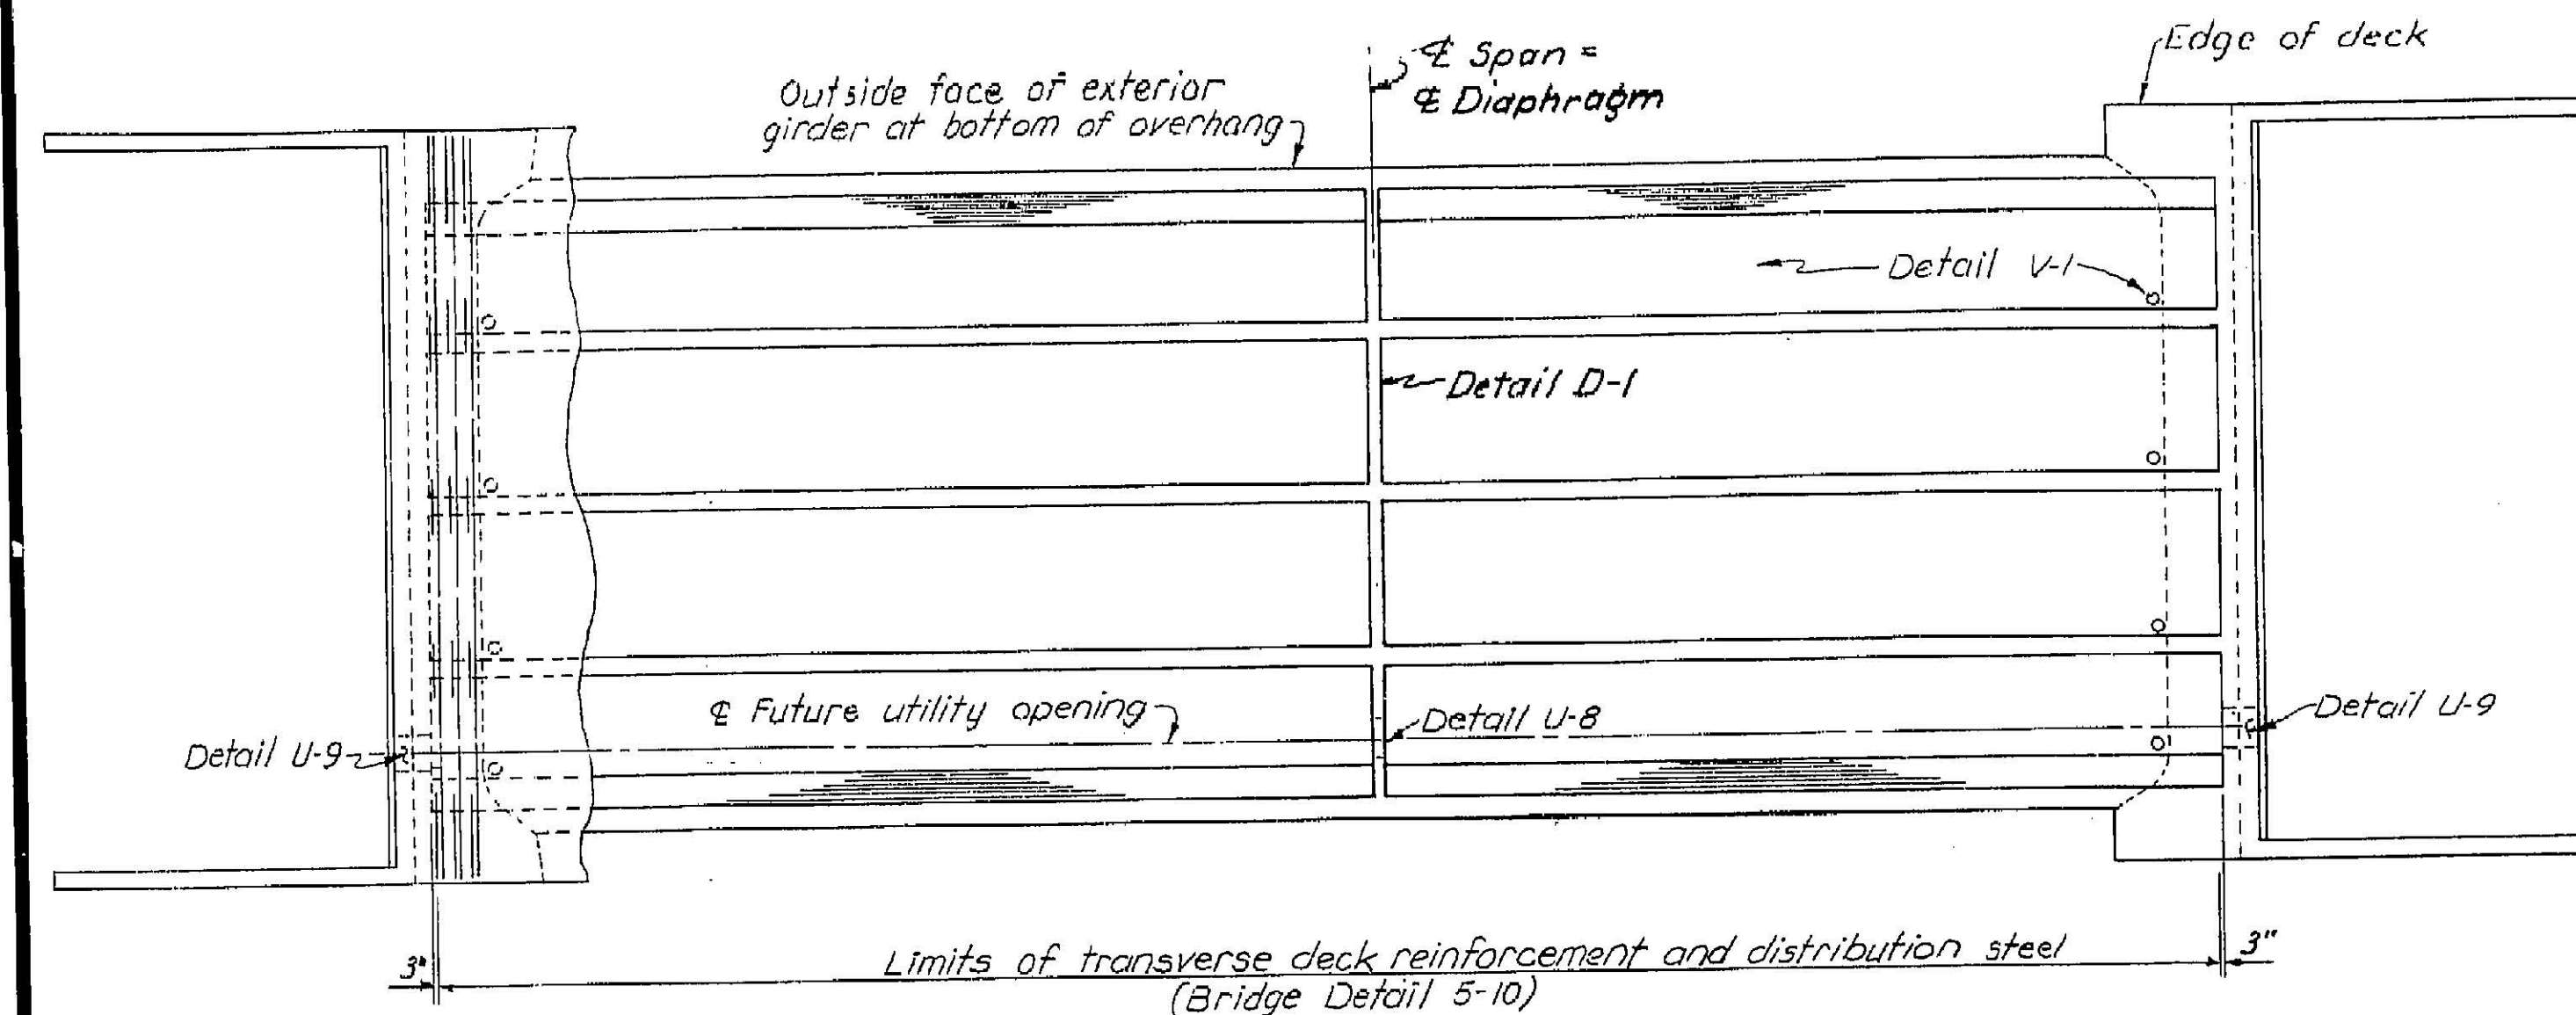 Edge of deck
℄ Span =
℄ Diaphragm
Outside face of exterior
girder at bottom of overhang
Detail V-1
Detail D-1
℄ Future utility opening
Detail U-8
Detail U-9
Detail U-9
3"
Limits of transverse deck reinforcement and distribution steel
3"
(Bridge Detail 5-10)